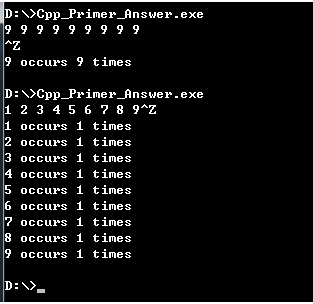 D:\>Cpp_Primer_Answer.exe
9 9 9 9 9 9 9 9 9
^Z
9 occurs 9 times
D:\>Cpp_Primer_Answer.exe
1 2 3 4 5 6 7 8 9^Z
1 occurs 1 times
2 occurs 1 times
3 occurs 1 times
4 occurs 1 times
5 occurs 1 times
6 occurs 1 times
7 occurs 1 times
8 occurs 1 times
9 occurs 1 times
D:\>_